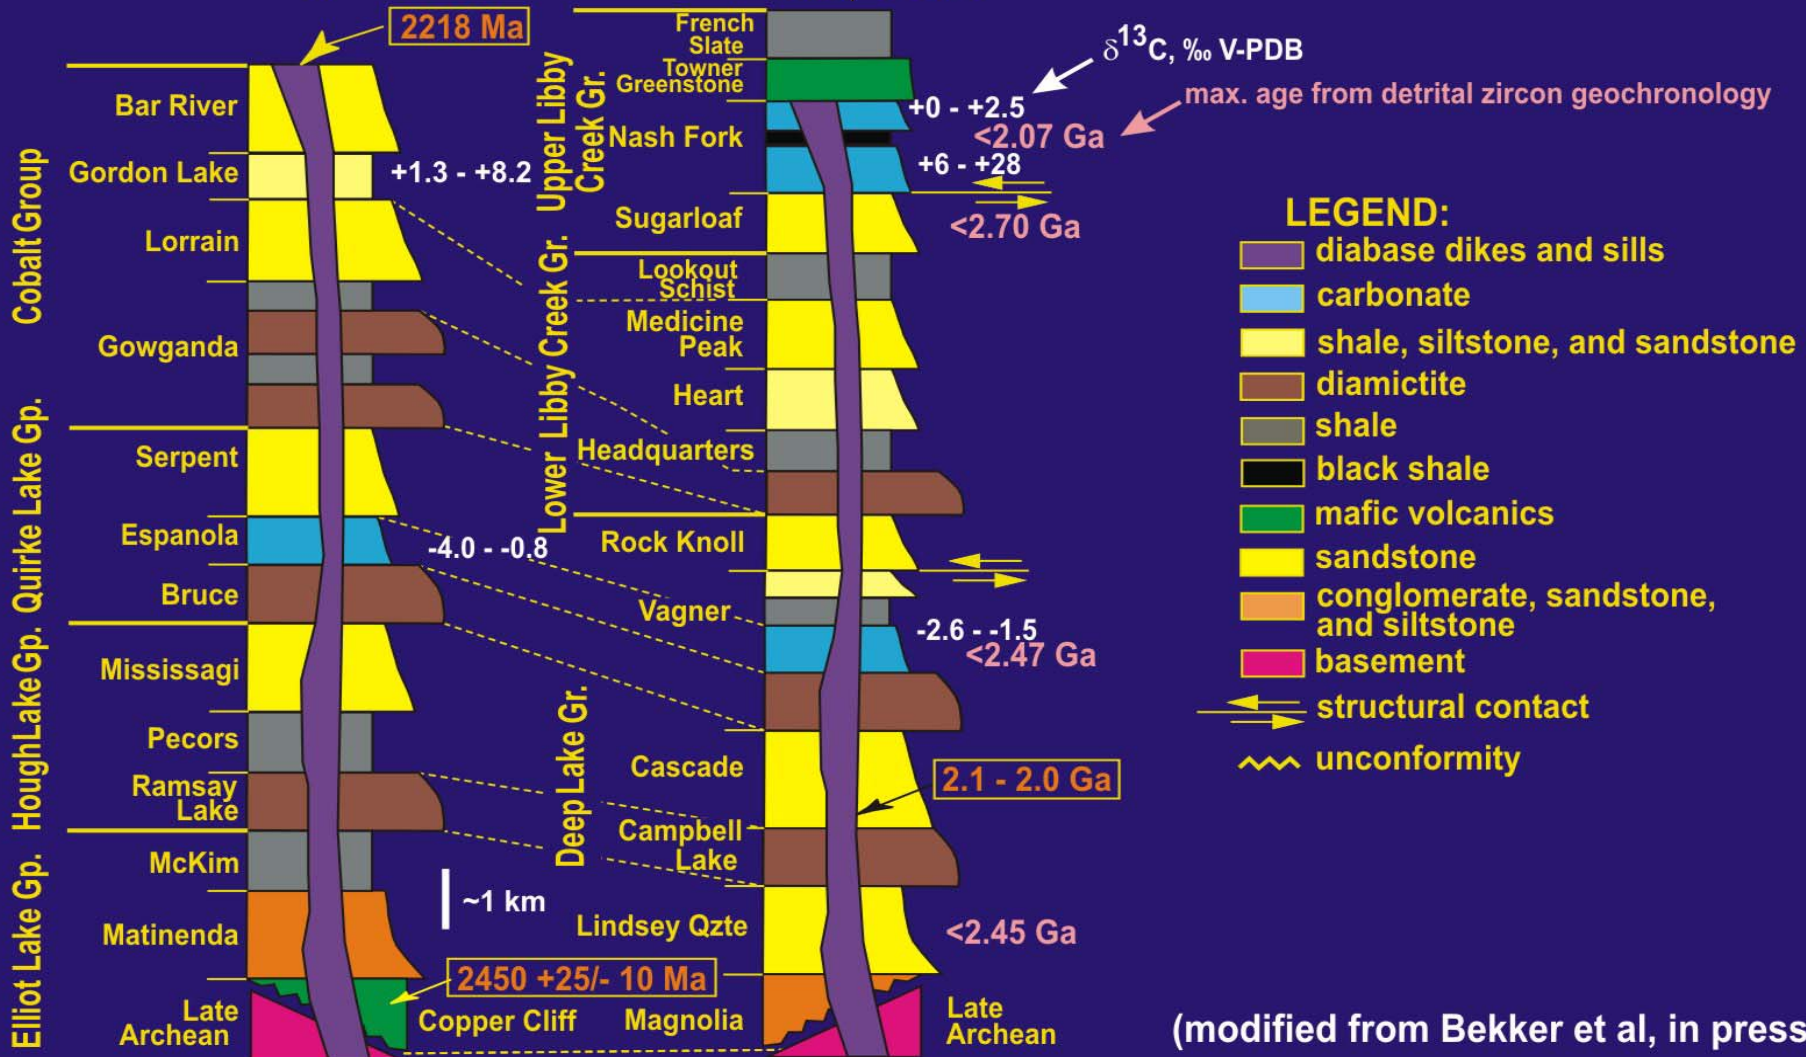 2218 Ma
Bar River
Gordon Lake
+1.3 - +8.2
Lorrain
Gowganda
Serpent
Espanola
-4.0 - -0.8
Bruce
Mississagi
Pecors
Ramsay
Lake
McKim
Matinenda
Late
Archean
Cobalt Group
Quirke Lake Gp.
Hough Lake Gp.
Elliot Lake Gp.
~1 km
2450 +25/- 10 Ma
Copper Cliff
French
Slate
Towner
Greenstone
Nash Fork
Sugarloaf
Lookout
Schist
Medicine
Peak
Heart
Headquarters
Rock Knoll
Vagner
Cascade
Campbell
Lake
Lindsey Qzte
Magnolia
Upper Libby
Creek Gr.
Lower Libby Creek Gr.
Deep Lake Gr.
δ¹³C, ‰ V-PDB
max. age from detrital zircon geochronology
+0 - +2.5
<2.07 Ga
+6 - +28
<2.70 Ga
-2.6 - -1.5
<2.47 Ga
2.1 - 2.0 Ga
<2.45 Ga
Late
Archean
LEGEND:
diabase dikes and sills
carbonate
shale, siltstone, and sandstone
diamictite
shale
black shale
mafic volcanics
sandstone
conglomerate, sandstone,
and siltstone
basement
structural contact
unconformity
(modified from Bekker et al, in press